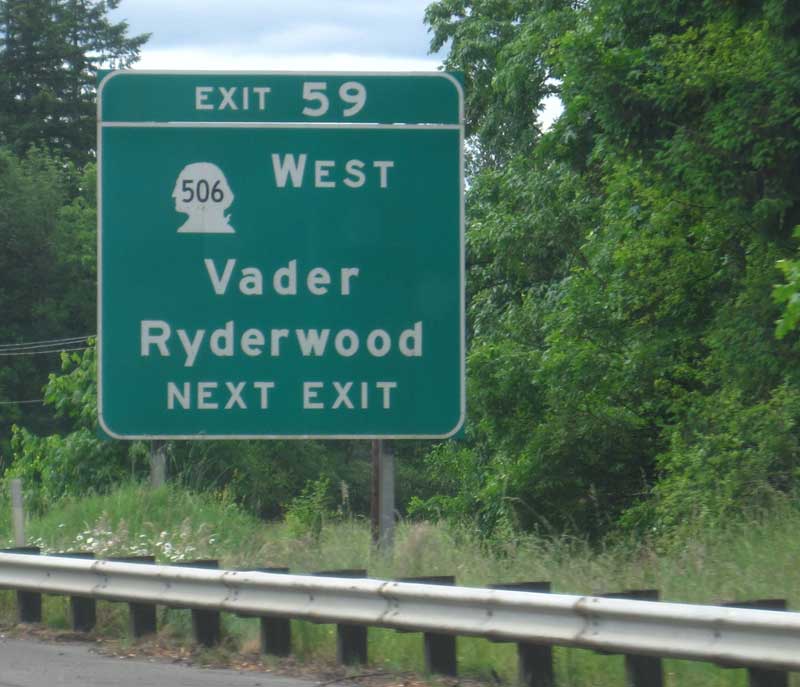 EXIT 59
506 WEST
Vader
Ryderwood
NEXT EXIT